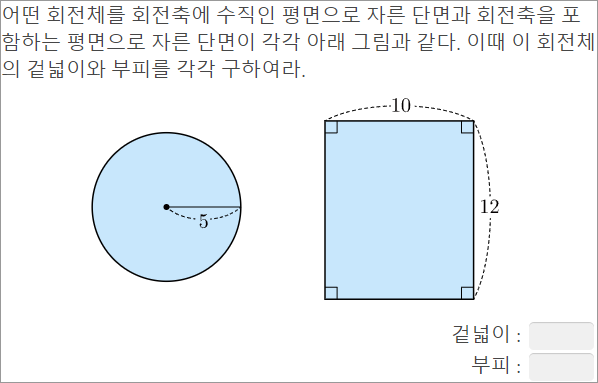 어떤 회전체를 회전축에 수직인 평면으로 자른 단면과 회전축을 포
함하는 평면으로 자른 단면이 각각 아래 그림과 같다. 이때 이 회전체
의 겉넓이와 부피를 각각 구하여라.
10
5
12
겉넓이 :
부피 :